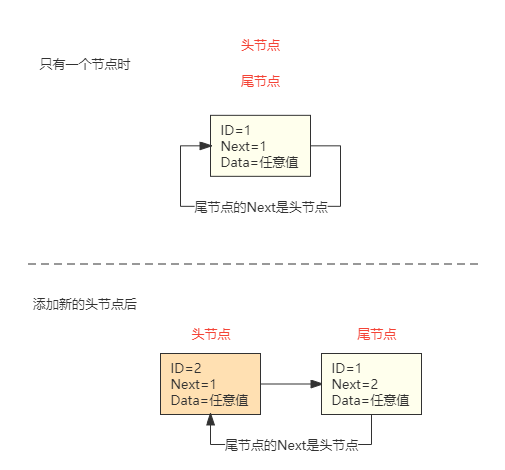 头节点
只有一个节点时
尾节点
ID=1
Next=1
Data=任意值
尾节点的Next是头节点
添加新的头节点后
头节点
尾节点
ID=2
Next=1
Data=任意值
ID=1
Next=2
Data=任意值
尾节点的Next是头节点